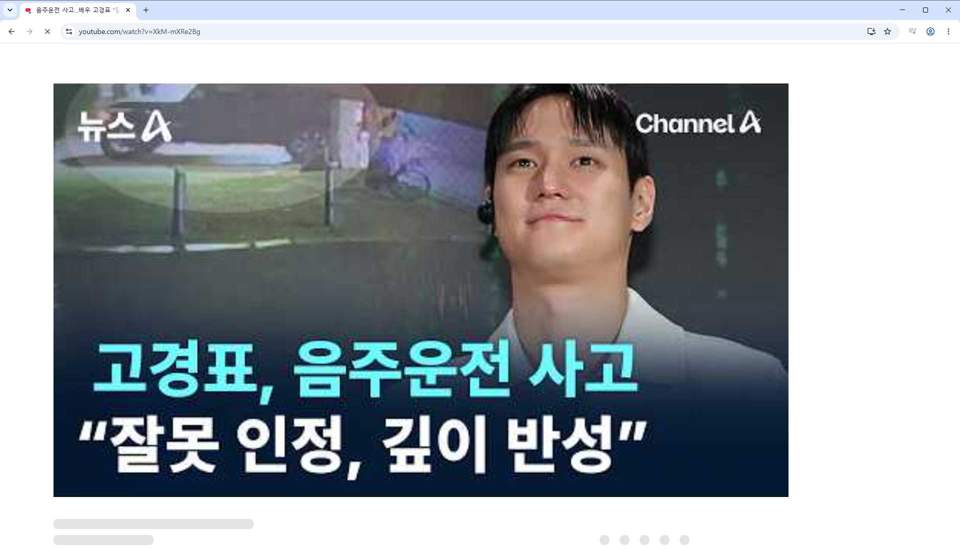 음주운전 사고...배우 고경표 "(
youtube.com/watch?v=XkM-mXRe2Bg
뉴스A
Channel A
고경표, 음주운전 사고
“잘못 인정, 깊이 반성”